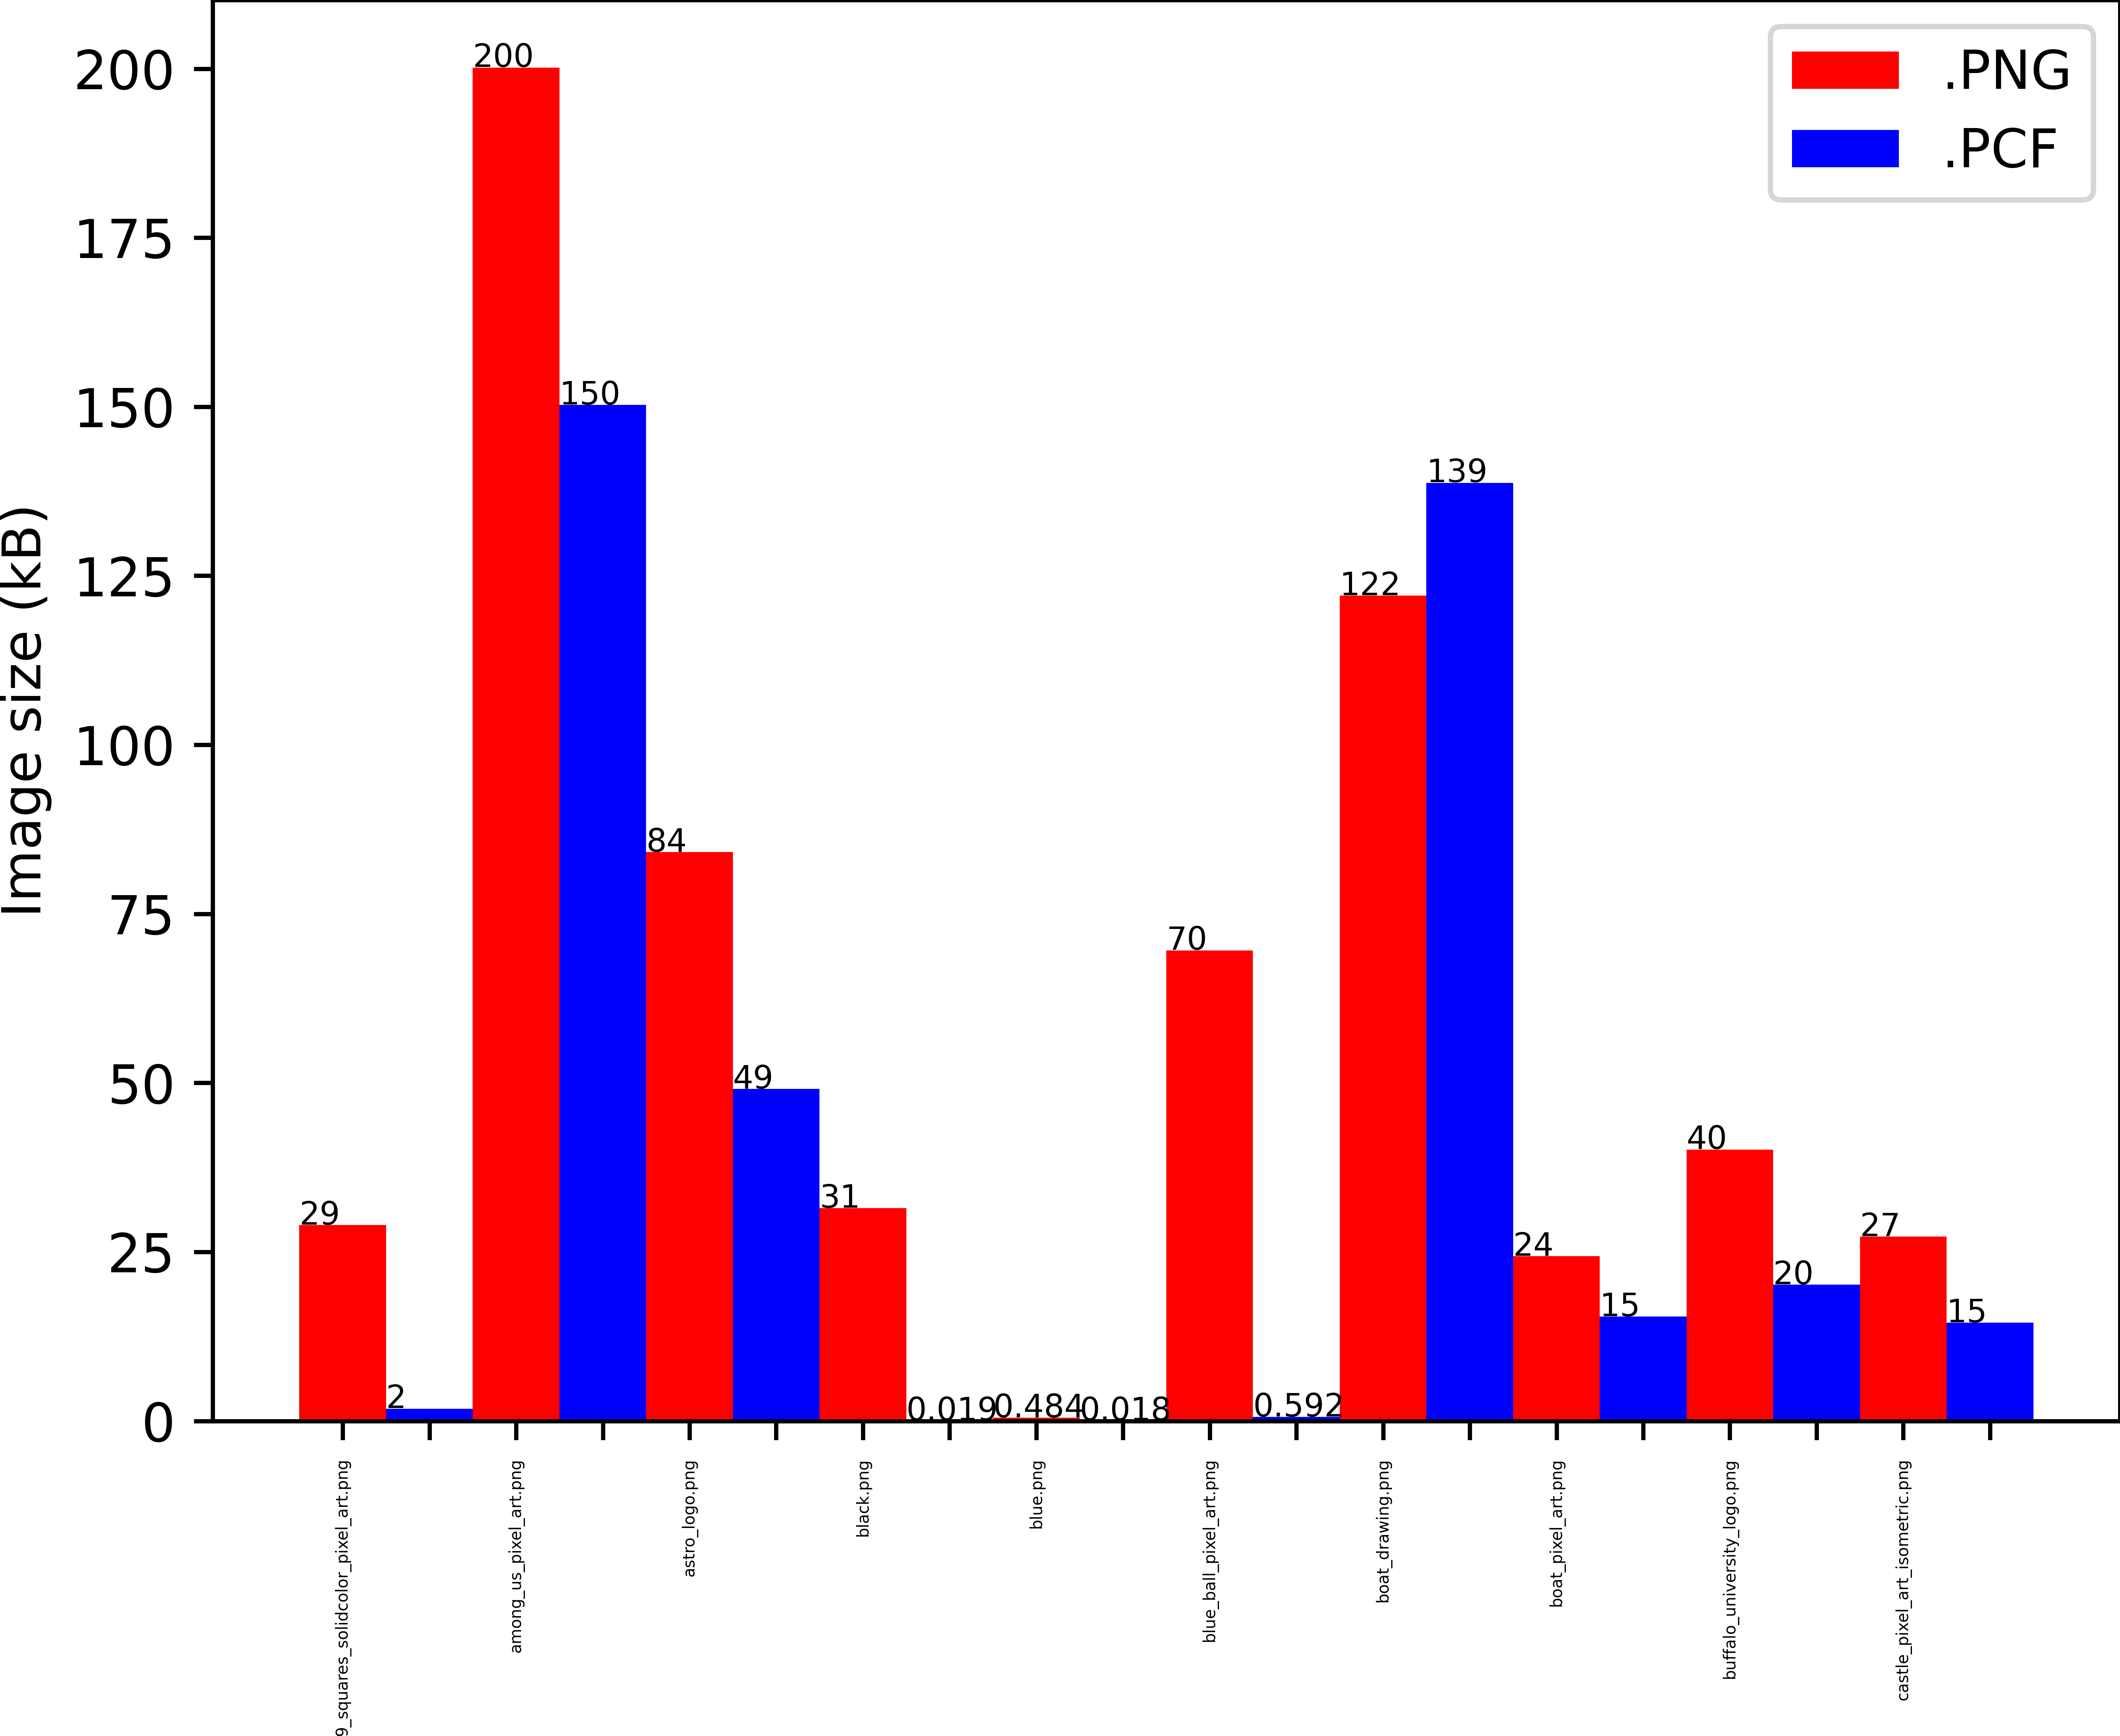 .PNG
.PCF
Image size (kB)
200
175
150
125
100
75
50
25
0
29
2
200
150
84
49
31
0.019
0.484
0.018
70
0.592
122
139
24
15
40
20
27
15
9_squares_solidcolor_pixel_art.png
among_us_pixel_art.png
astro_logo.png
black.png
blue.png
blue_ball_pixel_art.png
boat_drawing.png
boat_pixel_art.png
buffalo_university_logo.png
castle_pixel_art_isometric.png